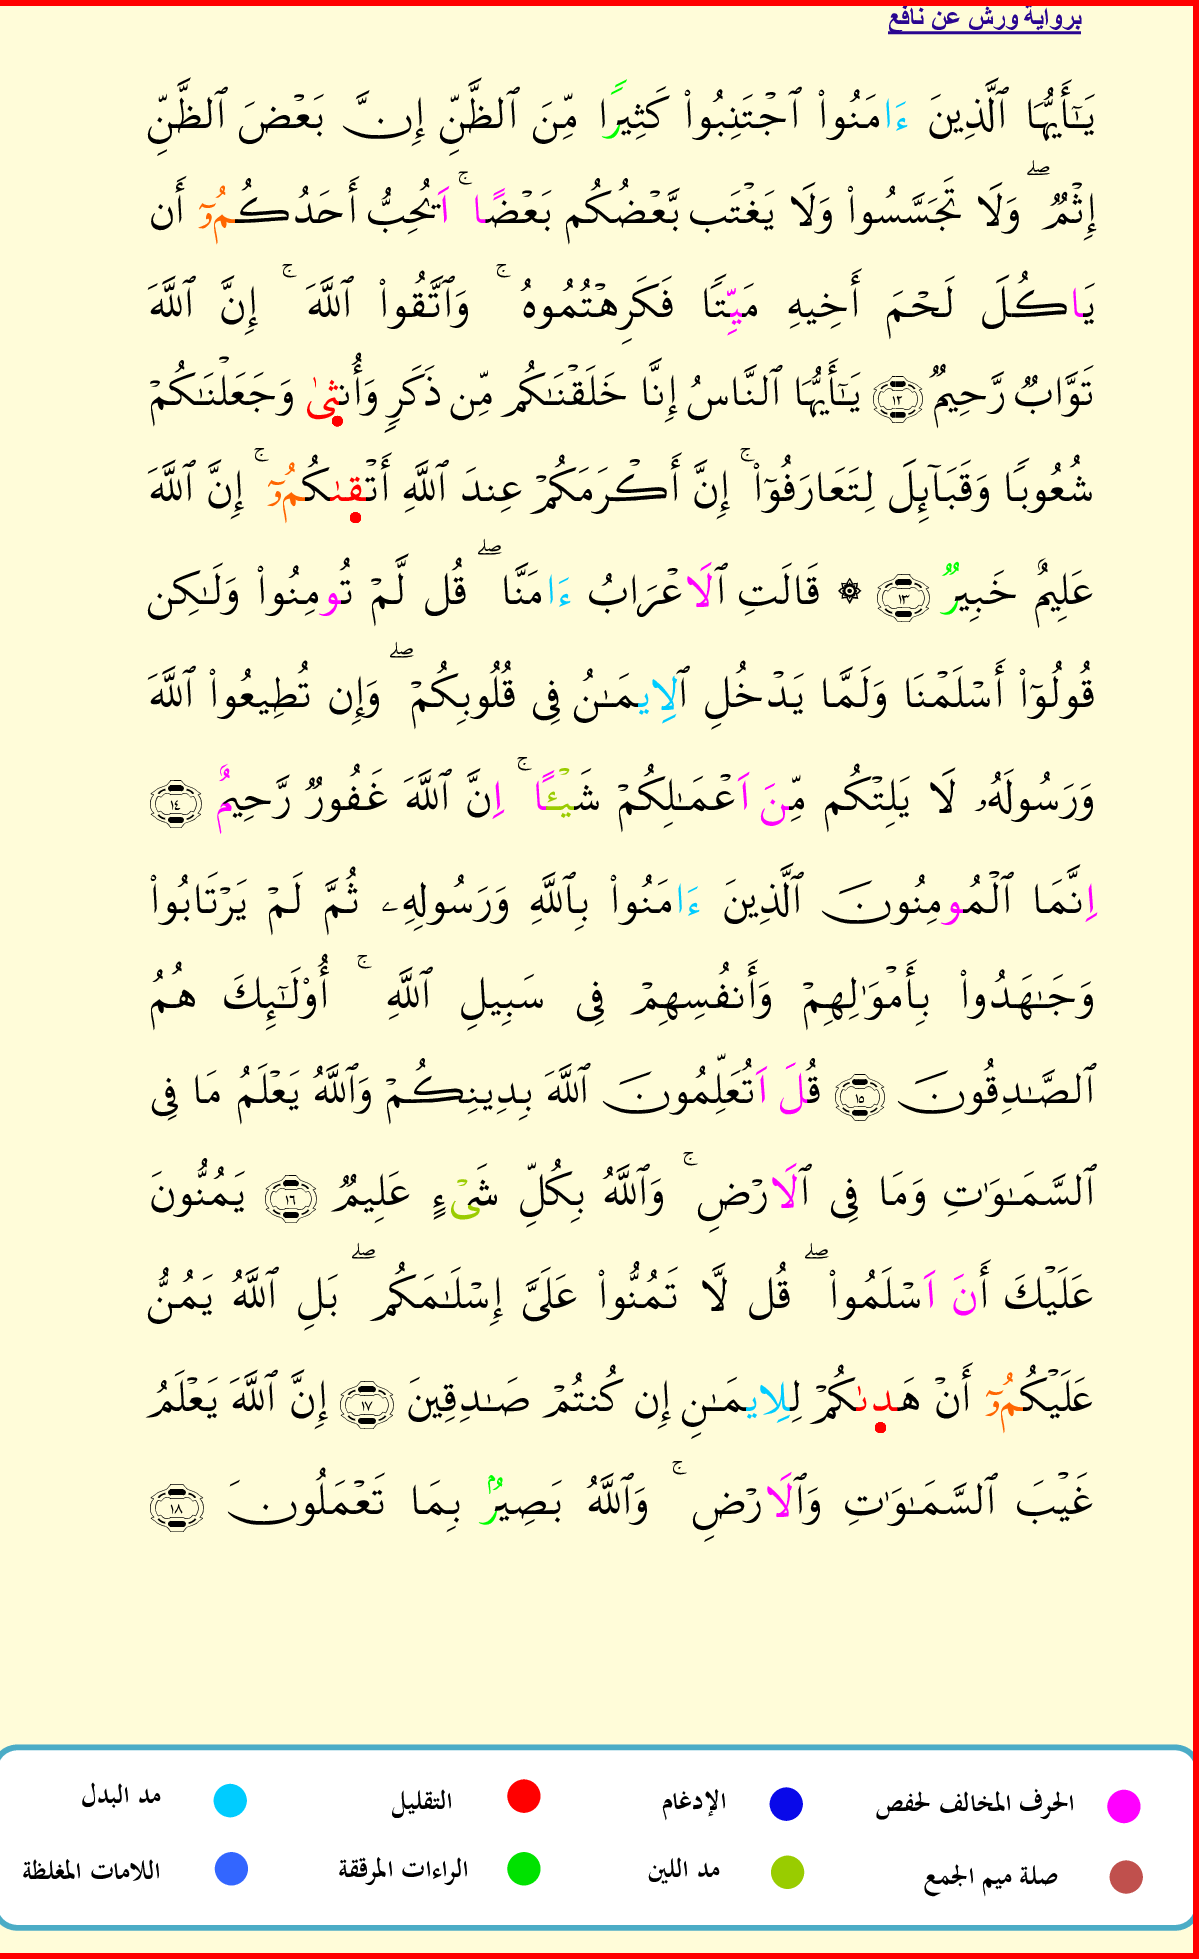 برواية ورش عن نافع
يَـٰٓأَيُّهَا ٱلَّذِينَ ءَامَنُوا۟ ٱجْتَنِبُوا۟ كَثِيرًا مِّنَ ٱلظَّنِّ إِنَّ بَعْضَ ٱلظَّنِّ
إِثْمٌ ۖ وَلَا تَجَسَّسُوا۟ وَلَا يَغْتَب بَّعْضُكُم بَعْضًا ۚ اَيُحِبُّ أَحَدُكُمُۥٓ أَن
يَاكُلَ لَحْمَ أَخِيهِ مَيِّتًا فَكَرِهْتُمُوهُ ۚ وَٱتَّقُوا۟ ٱللَّهَ ۚ إِنَّ ٱللَّهَ
تَوَّابٌ رَّحِيمٌ ١٢ يَـٰٓأَيُّهَا ٱلنَّاسُ إِنَّا خَلَقْنَـٰكُم مِّن ذَكَرٍ وَأُنثۭىٰ وَجَعَلْنَـٰكُمْ
شُعُوبًا وَقَبَآئِلَ لِتَعَارَفُوٓا۟ ۚ إِنَّ أَكْرَمَكُمْ عِندَ ٱللَّهِ أَتْقىٰكُمُۥٓ ۚ إِنَّ ٱللَّهَ
عَلِيمٌ خَبِيرٌ ١٣ ۞ قَالَتِ ٱلَاعْرَابُ ءَامَنَّا ۖ قُل لَّمْ تُومِنُوا۟ وَلَـٰكِن
قُولُوٓا۟ أَسْلَمْنَا وَلَمَّا يَدْخُلِ ٱلِايمَـٰنُ فِى قُلُوبِكُمْ ۖ وَإِن تُطِيعُوا۟ ٱللَّهَ
وَرَسُولَهُۥ لَا يَلِتْكُم مِّنَ اَعْمَـٰلِكُمْ شَيْـًٔا ۚ اِنَّ ٱللَّهَ غَفُورٌ رَّحِيمٌ ١٤
اِنَّمَا ٱلْمُومِنُونَ ٱلَّذِينَ ءَامَنُوا۟ بِٱللَّهِ وَرَسُولِهِۦ ثُمَّ لَمْ يَرْتَابُوا۟
وَجَـٰهَدُوا۟ بِأَمْوَٰلِهِمْ وَأَنفُسِهِمْ فِى سَبِيلِ ٱللَّهِ ۚ أُو۟لَـٰٓئِكَ هُمُ
ٱلصَّـٰدِقُونَ ١٥ قُلَ اَتُعَلِّمُونَ ٱللَّهَ بِدِينِكُمْ وَٱللَّهُ يَعْلَمُ مَا فِى
ٱلسَّمَـٰوَٰتِ وَمَا فِى ٱلَارْضِ ۚ وَٱللَّهُ بِكُلِّ شَىْءٍ عَلِيمٌ ١٦ يَمُنُّونَ
عَلَيْكَ أَنَ اَسْلَمُوا۟ ۖ قُل لَّا تَمُنُّوا۟ عَلَىَّ إِسْلَـٰمَكُم ۖ بَلِ ٱللَّهُ يَمُنُّ
عَلَيْكُمُۥٓ أَنْ هَدىٰكُمْ لِلِايمَـٰنِ إِن كُنتُمْ صَـٰدِقِينَ ١٧ إِنَّ ٱللَّهَ يَعْلَمُ
غَيْبَ ٱلسَّمَـٰوَٰتِ وَٱلَارْضِ ۚ وَٱللَّهُ بَصِيرٌۢ بِمَا تَعْمَلُونَ ١٨
الحرف المخالف لحفص الإدغام التقليل مد البدل
صلة ميم الجمع مد اللين الراءات المرققة اللامات المغلظة